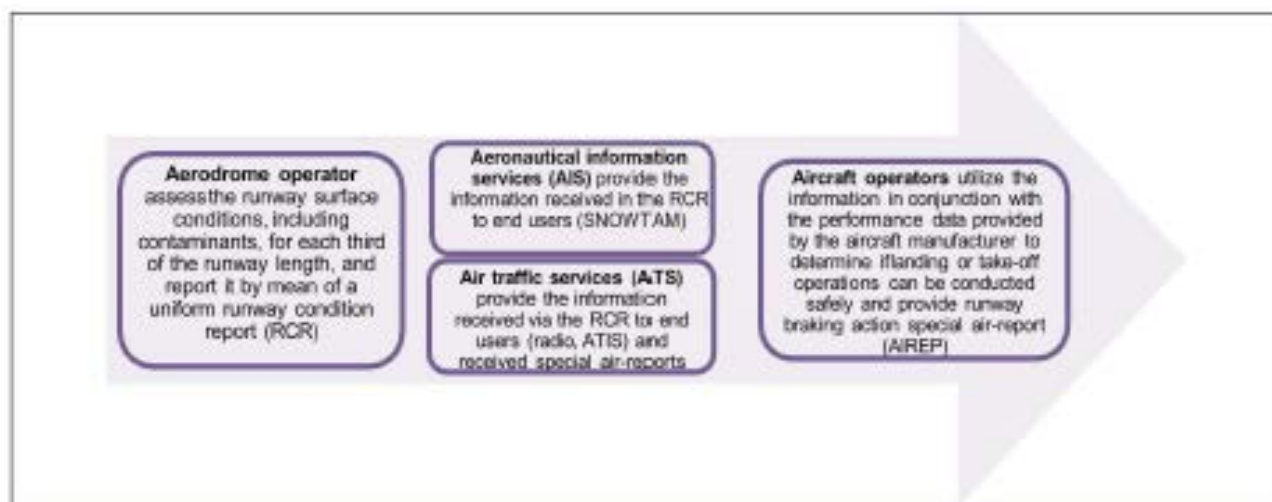 Aerodrome operator
assess the runway surface
conditions, including
contaminants, for each third
of the runway length, and
report it by mean of a
uniform runway condition
report (RCR)
Aeronautical information
services (AIS) provide the
information received in the RCR
to end users (SNOWTAM)
Air traffic services (ATS)
provide the information
received via the RCR to end
users (radio, ATIS) and
received special air-reports
Aircraft operators utilize the
information in conjunction with
the performance data provided
by the aircraft manufacturer to
determine if landing or take-off
operations can be conducted
safely and provide runway
braking action special air-report
(AIREP)